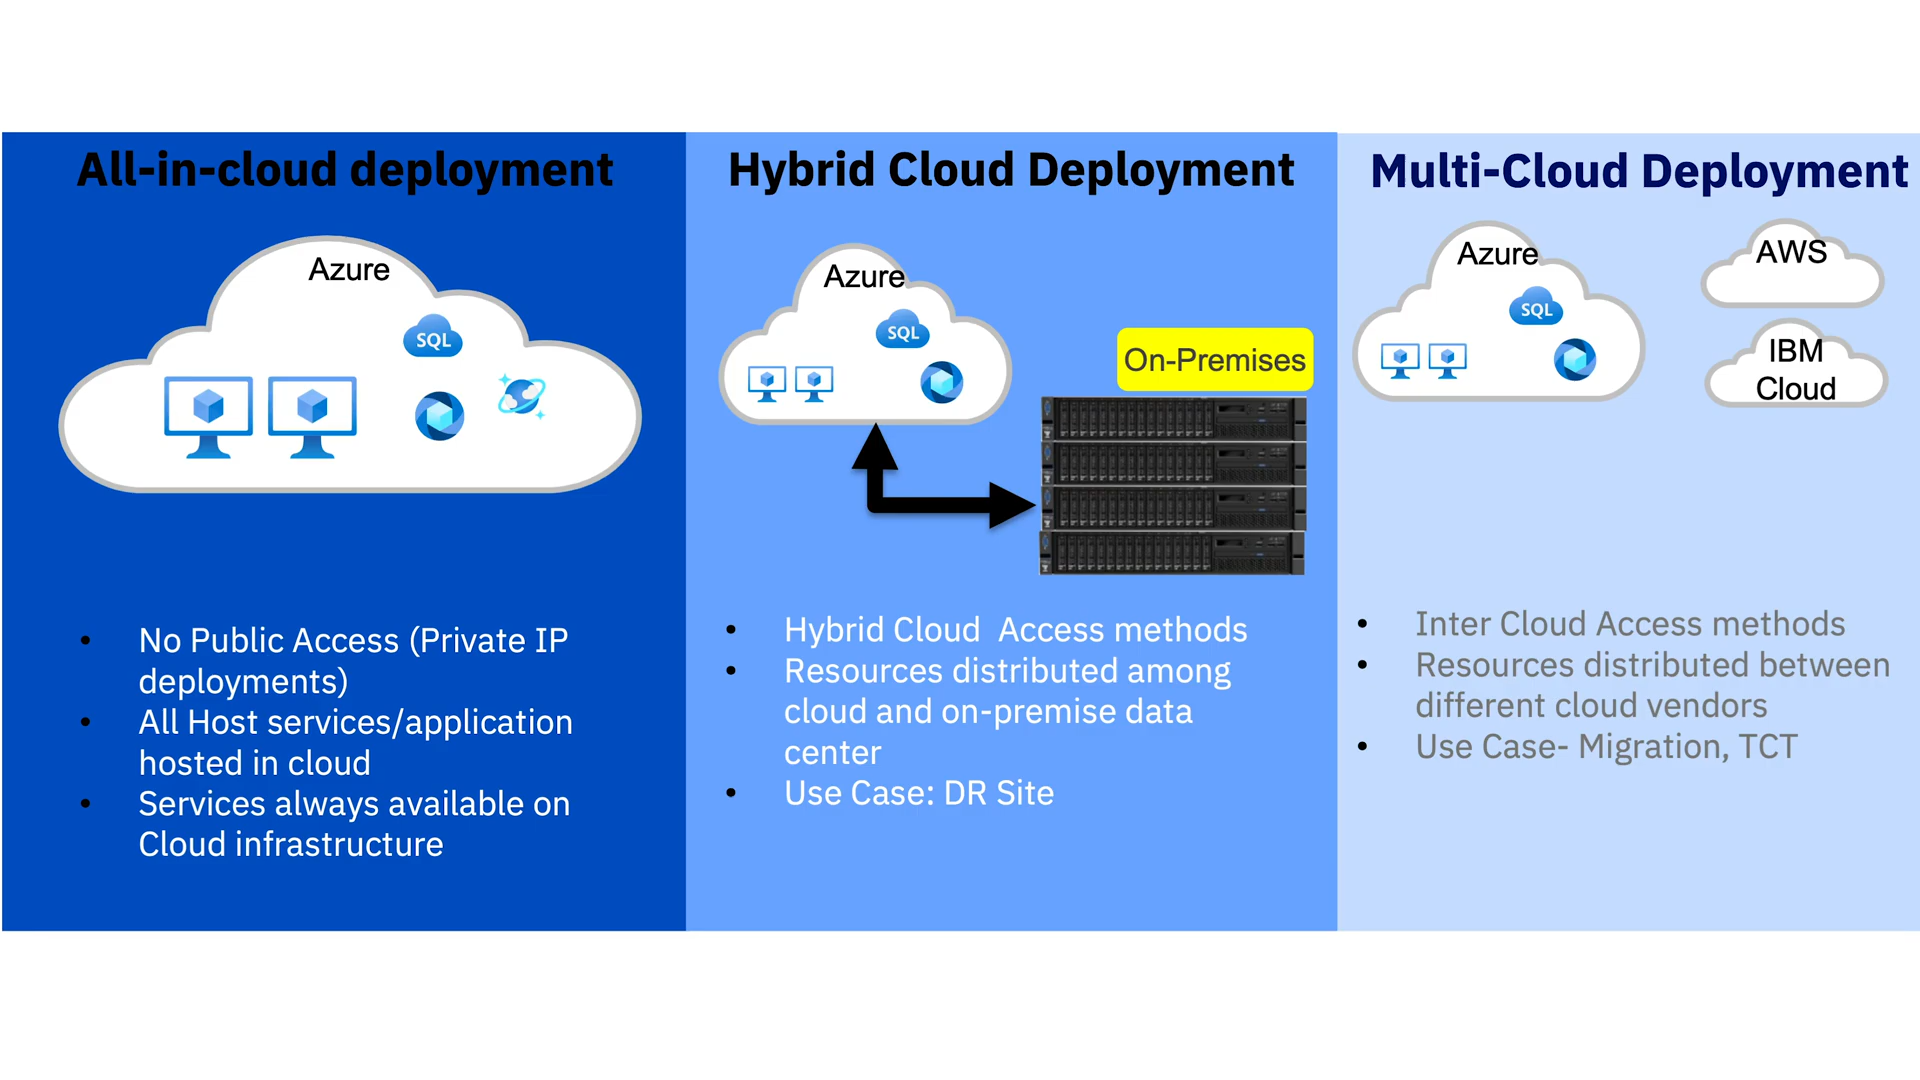 All-in-cloud deployment
Azure
SQL
• No Public Access (Private IP
deployments)
• All Host services/application
hosted in cloud
• Services always available on
Cloud infrastructure
Hybrid Cloud Deployment
Azure
SQL
On-Premises
• Hybrid Cloud  Access methods
• Resources distributed among
cloud and on-premise data
center
• Use Case: DR Site
Multi-Cloud Deployment
Azure
SQL
AWS
IBM
Cloud
• Inter Cloud Access methods
• Resources distributed between
different cloud vendors
• Use Case- Migration, TCT